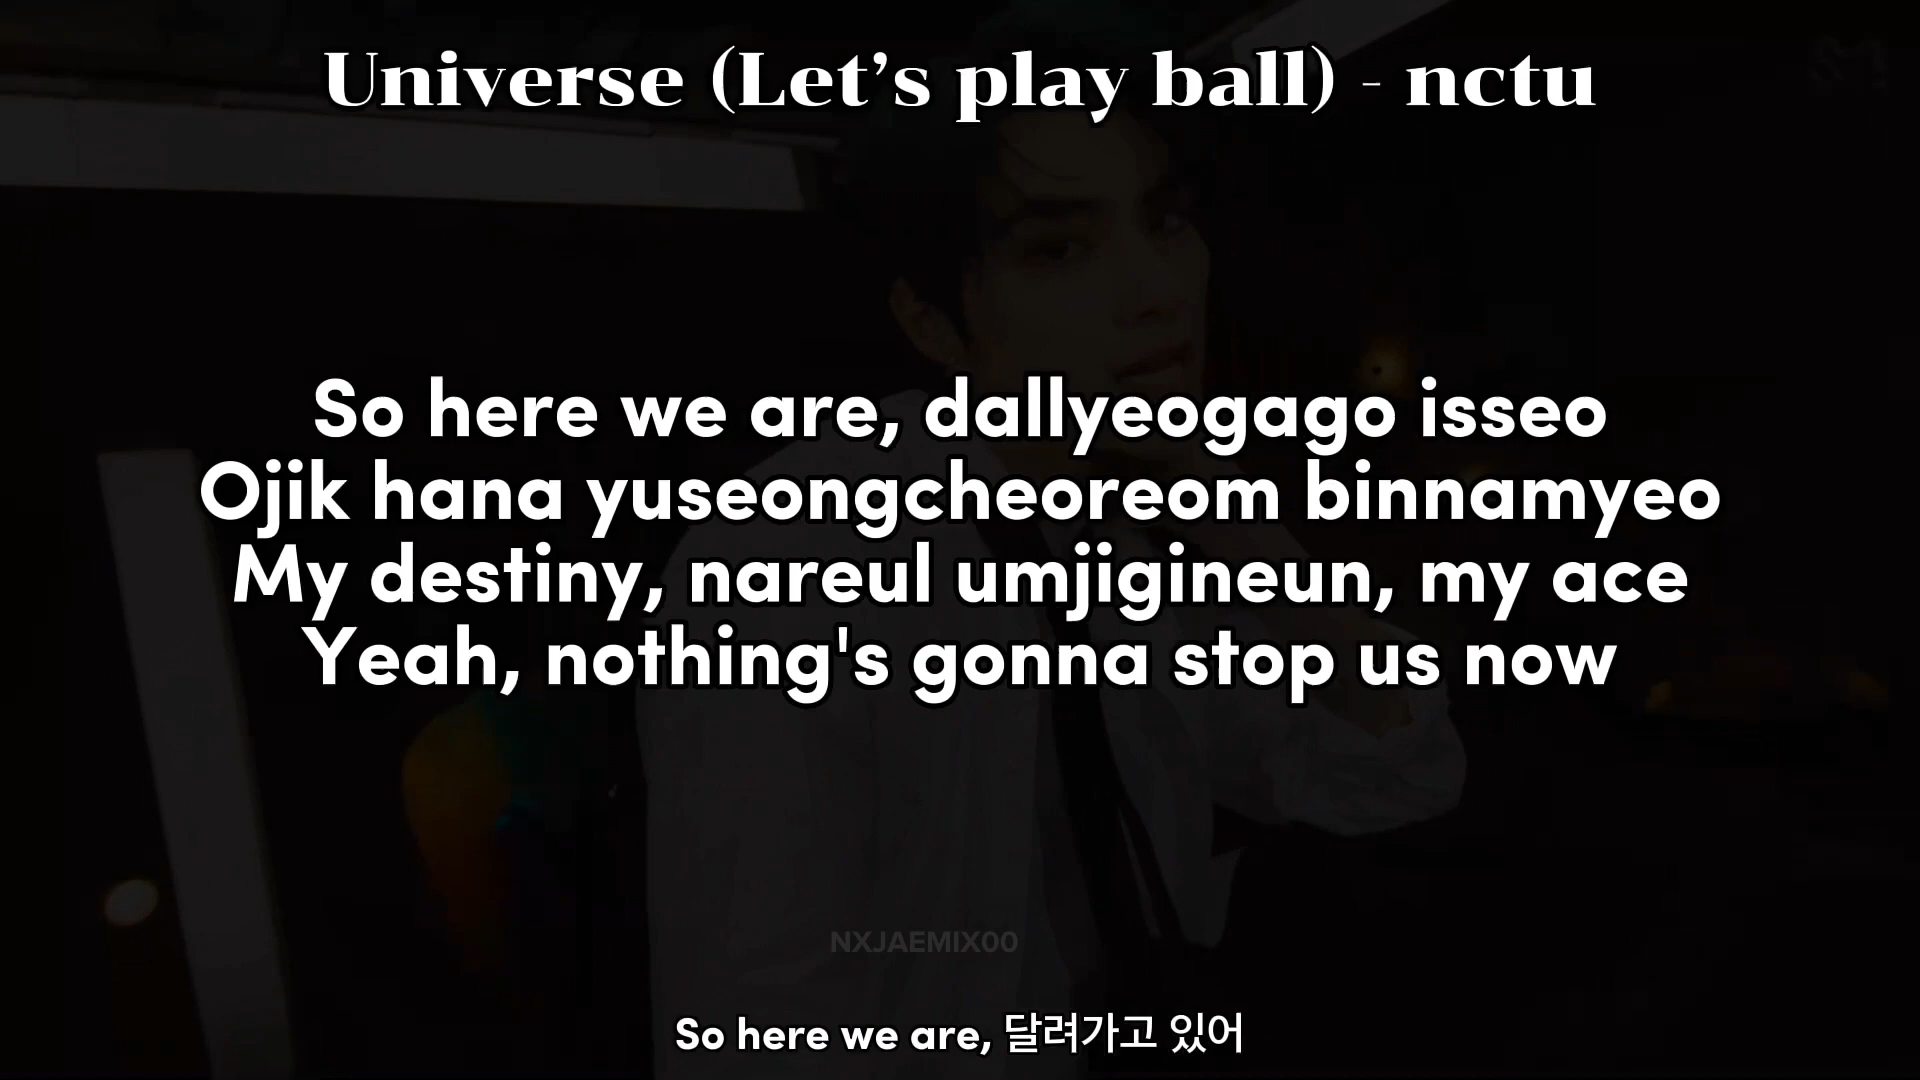 Universe (Let’s play ball) - nctu
So here we are, dallyeogago isseo
Ojik hana yuseongcheoreom binnamyeo
My destiny, nareul umjigineun, my ace
Yeah, nothing's gonna stop us now
NXJAEMIX00
So here we are, 달려가고 있어